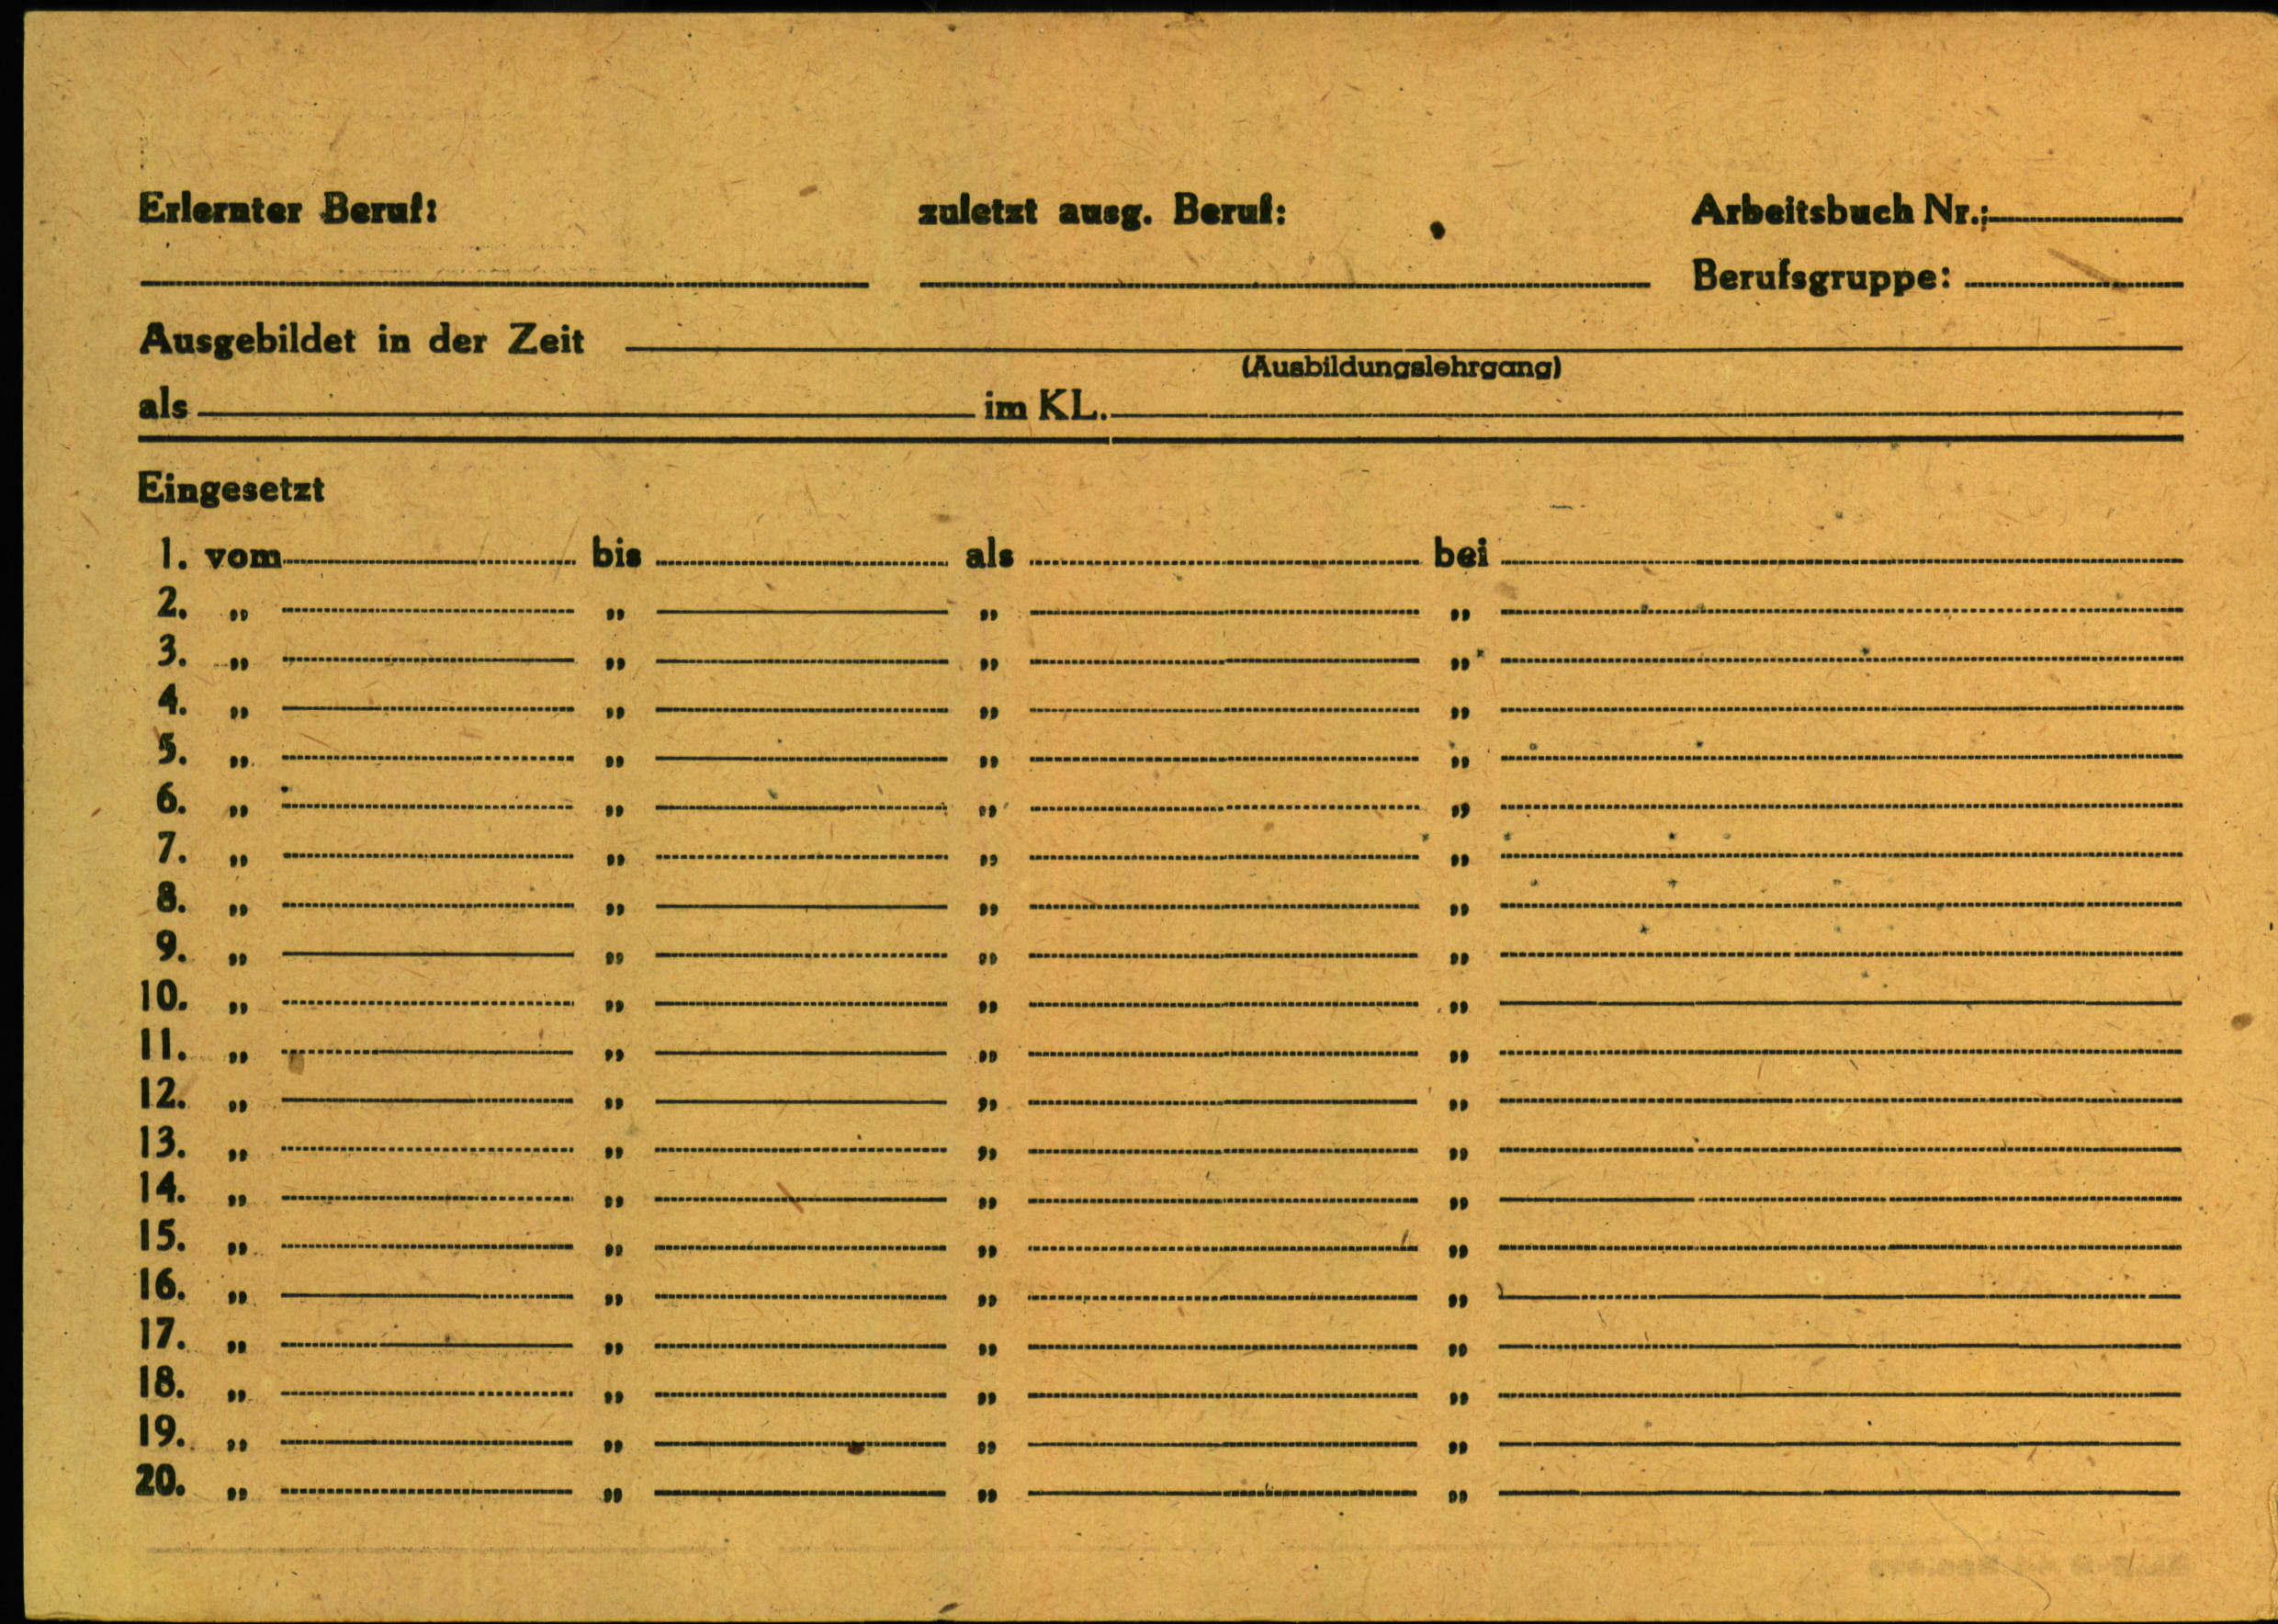 Erlernter Beruf: zuletzt ausg. Beruf: Arbeitsbuch Nr.:
Berufsgruppe:
Ausgebildet in der Zeit
(Ausbildungslehrgang)
als im KL.
Eingesetzt
1. vom bis als bei
2. „ „ „ „
3. „ „ „ „
4. „ „ „ „
5. „ „ „ „
6. „ „ „ „
7. „ „ „ „
8. „ „ „ „
9. „ „ „ „
10. „ „ „ „
11. „ „ „ „
12. „ „ „ „
13. „ „ „ „
14. „ „ „ „
15. „ „ „ „
16. „ „ „ „
17. „ „ „ „
18. „ „ „ „
19. „ „ „ „
20. „ „ „ „